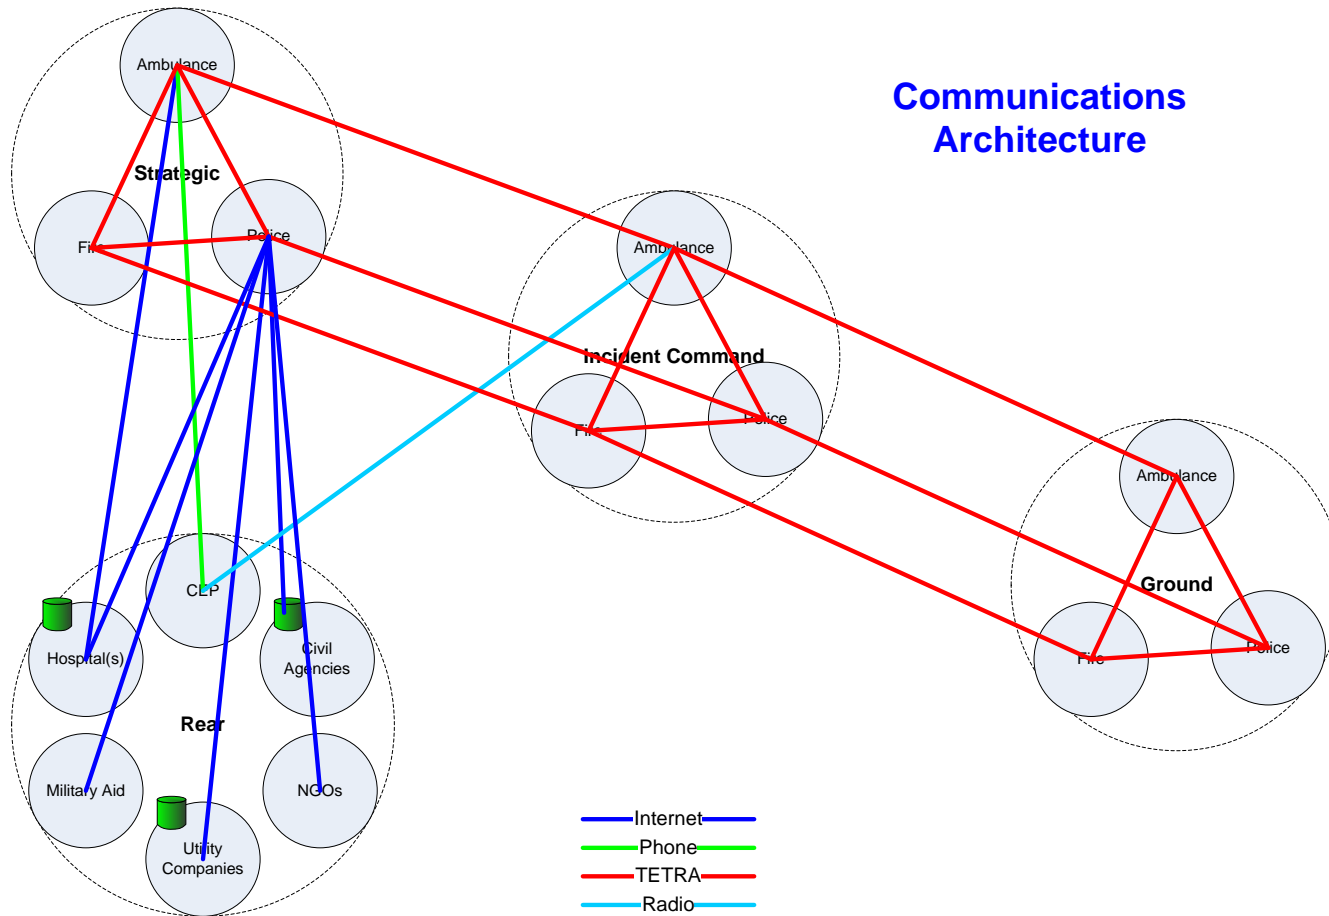 Communications
Architecture
Ambulance
Strategic
Fire
Police
Ambulance
Incident Command
Fire
Police
Ambulance
Ground
Fire
Police
CEP
Hospital(s)
Civil
Agencies
Rear
Military Aid
NGOs
Utility
Companies
Internet
Phone
TETRA
Radio